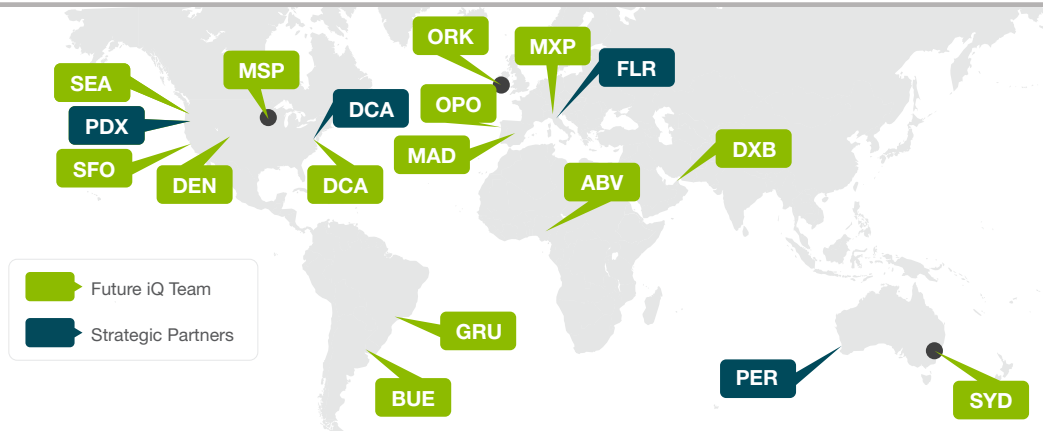 ORK
MXP
FLR
MSP
SEA
DCA
OPO
PDX
MAD
DXB
SFO
DEN
DCA
ABV
Future iQ Team
Strategic Partners
GRU
BUE
PER
SYD